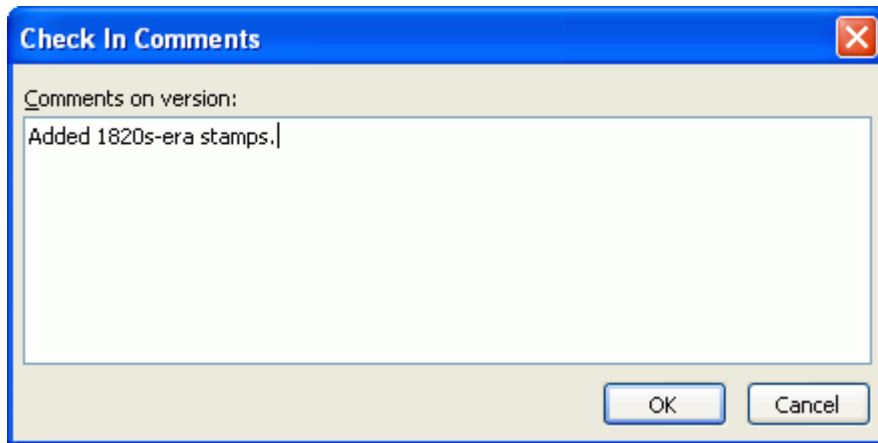 Check In Comments
Comments on version:
Added 1820s-era stamps.
OK Cancel